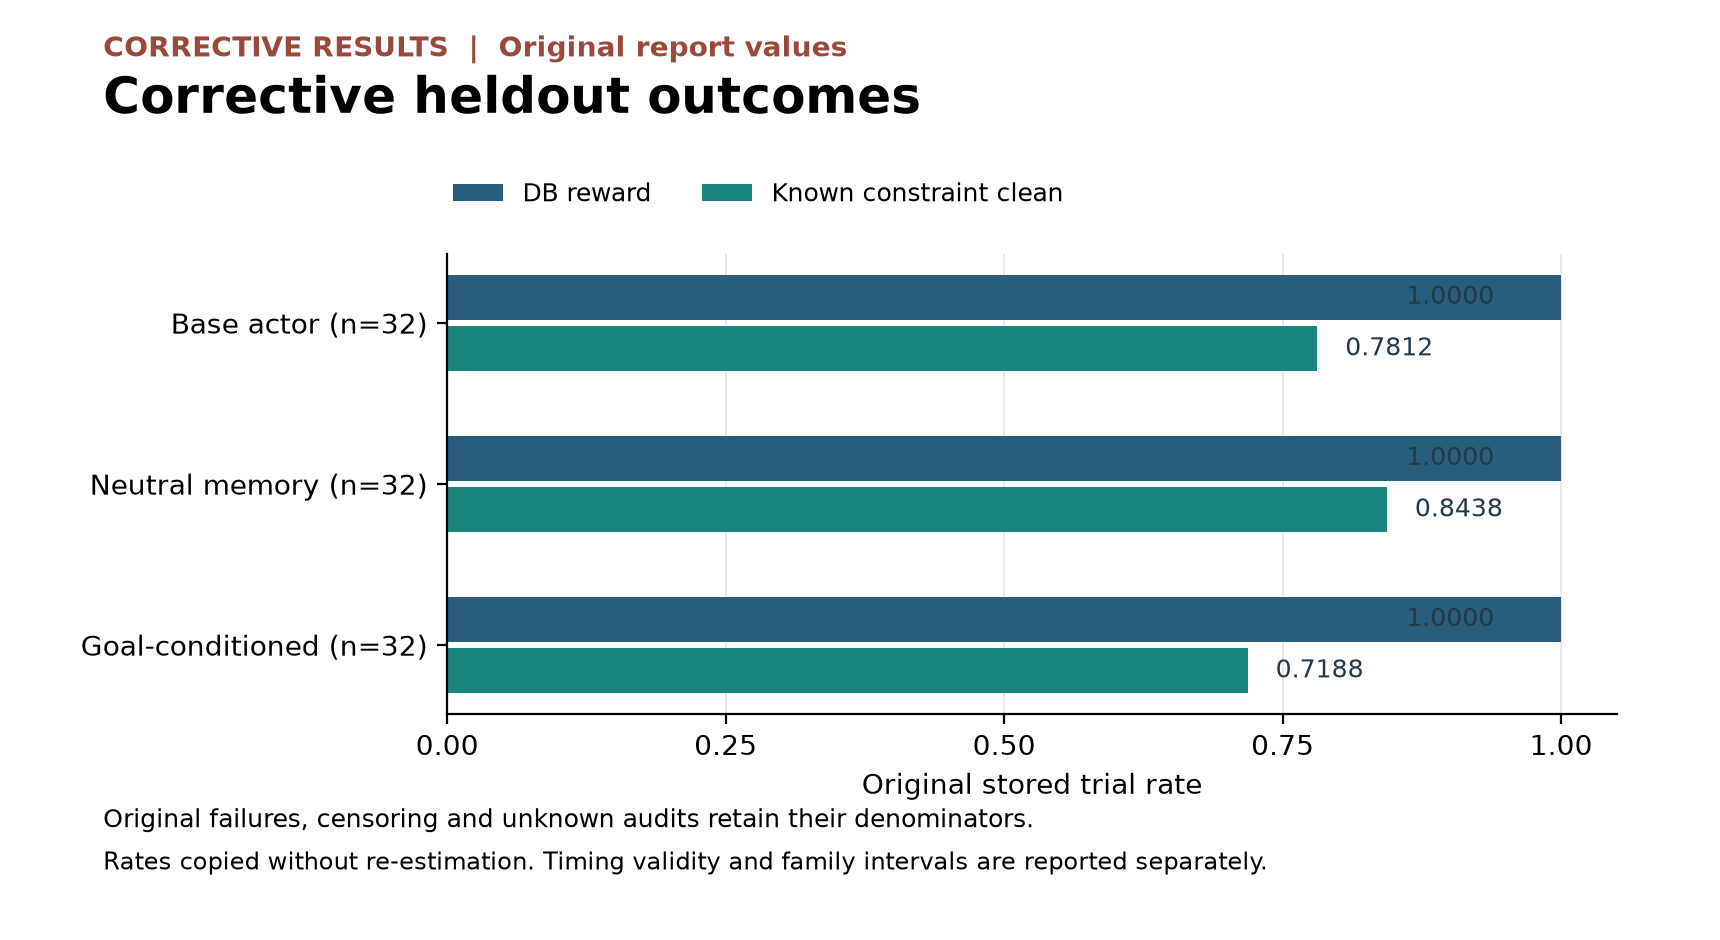 CORRECTIVE RESULTS | Original report values
Corrective heldout outcomes
DB reward
Known constraint clean
Base actor (n=32)
1.0000
0.7812
Neutral memory (n=32)
1.0000
0.8438
Goal-conditioned (n=32)
1.0000
0.7188
0.00 0.25 0.50 0.75 1.00
Original stored trial rate
Original failures, censoring and unknown audits retain their denominators.
Rates copied without re-estimation. Timing validity and family intervals are reported separately.